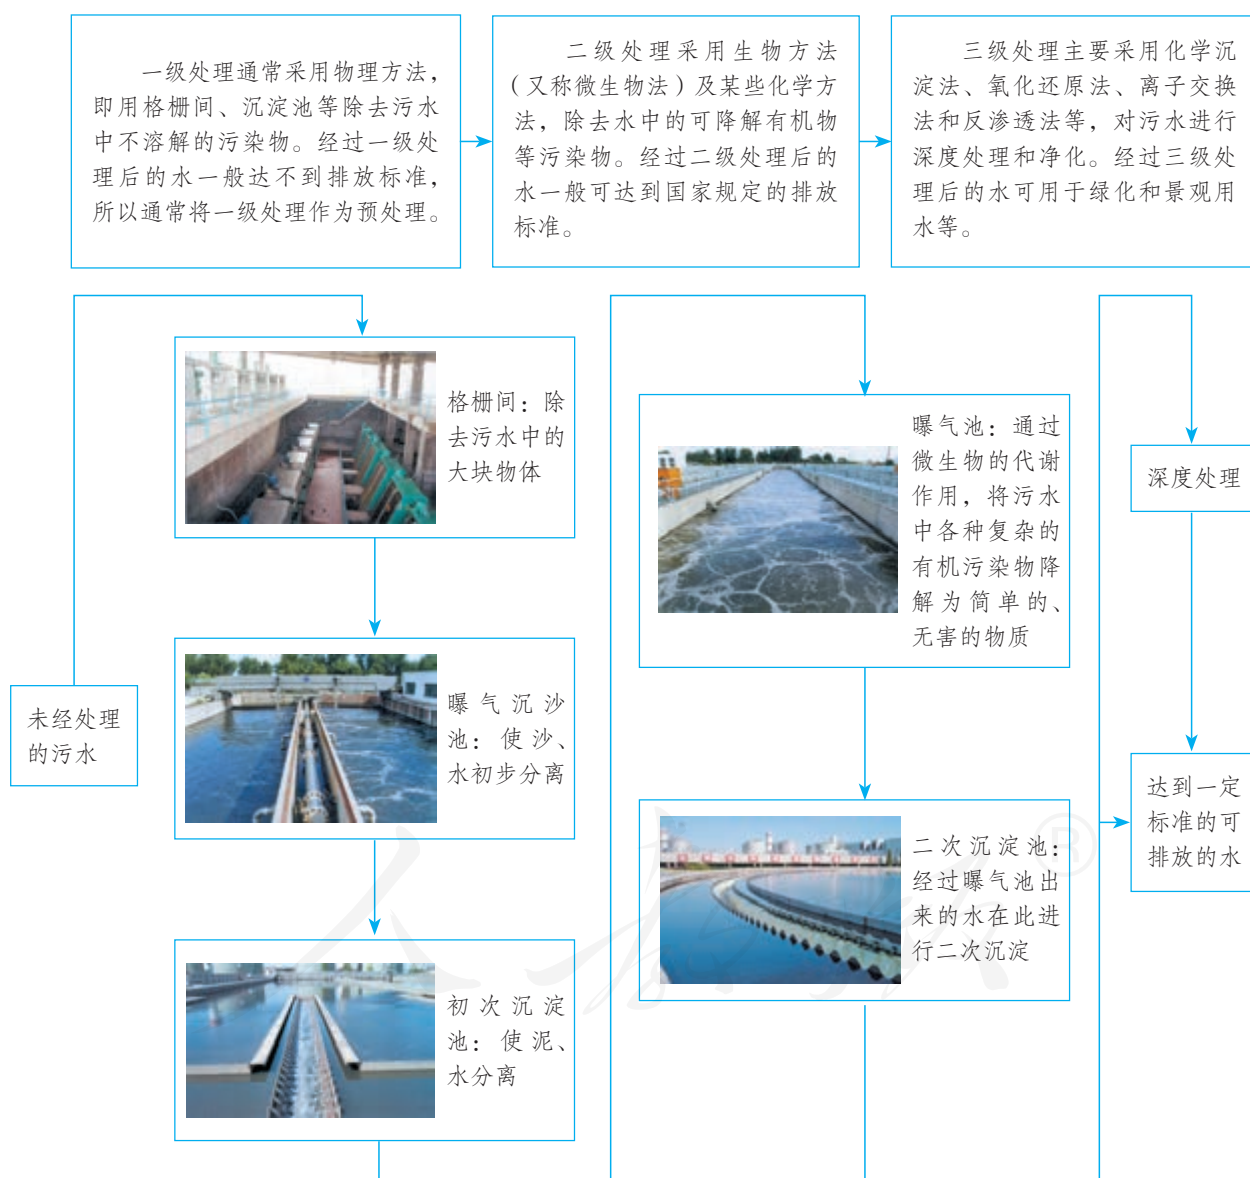 一级处理通常采用物理方法，
即用格栅间、沉淀池等除去污水
中不溶解的污染物。经过一级处
理后的水一般达不到排放标准，
所以通常将一级处理作为预处理。
二级处理采用生物方法
（又称微生物法）及某些化学方
法，除去水中的可降解有机物
等污染物。经过二级处理后的
水一般可达到国家规定的排放
标准。
三级处理主要采用化学沉
淀法、氧化还原法、离子交换
法和反渗透法等，对污水进行
深度处理和净化。经过三级处
理后的水可用于绿化和景观用
水等。
未经处理
的污水
格栅间：除
去污水中的
大块物体
曝气沉沙
池：使沙、
水初步分离
初次沉淀
池：使泥、
水分离
曝气池：通过
微生物的代谢
作用，将污水
中各种复杂的
有机污染物降
解为简单的、
无害的物质
二次沉淀池：
经过曝气池出
来的水在此进
行二次沉淀
深度处理
达到一定
标准的可
排放的水
人教版®